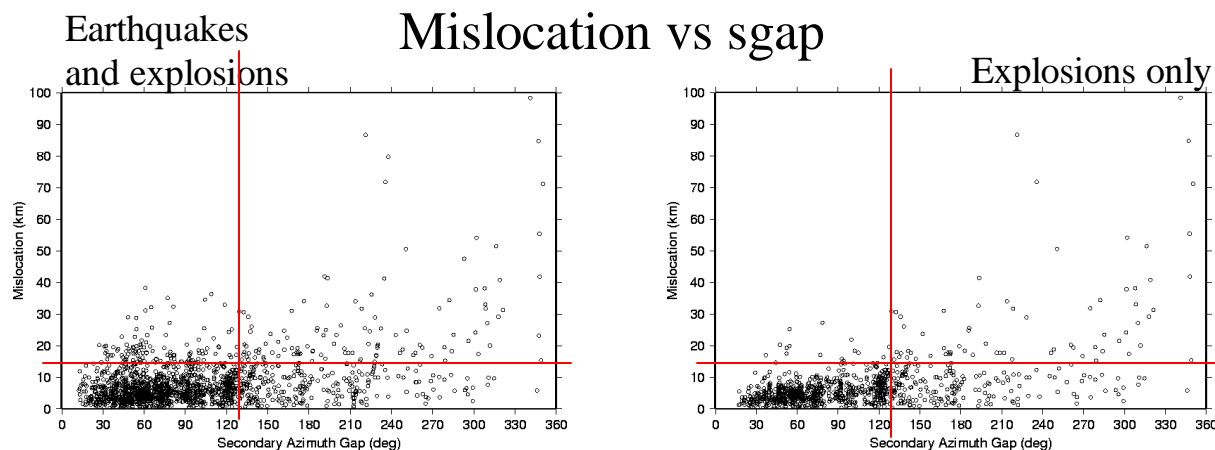 Earthquakes
and explosions
Mislocation vs sgap
Explosions only
100
90
80
70
60
50
40
30
20
10
0
Mislocation (km)
0 30 60 90 120 150 180 210 240 270 300 330 360
Secondary Azimuth Gap (deg)
100
90
80
70
60
50
40
30
20
10
0
Mislocation (km)
0 30 60 90 120 150 180 210 240 270 300 330 360
Secondary Azimuth Gap (deg)